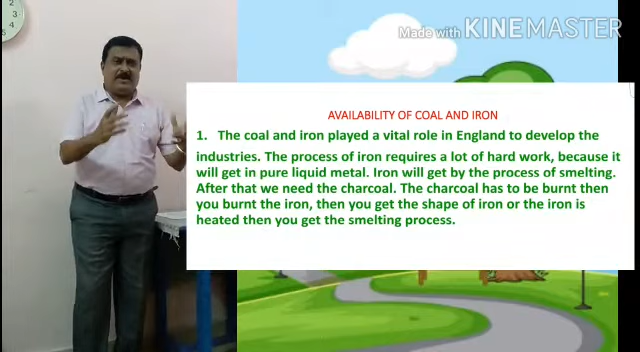 Made with KINEMASTER
AVAILABILITY OF COAL AND IRON
1. The coal and iron played a vital role in England to develop the
industries. The process of iron requires a lot of hard work, because it
will get in pure liquid metal. Iron will get by the process of smelting.
After that we need the charcoal. The charcoal has to be burnt then
you burnt the iron, then you get the shape of iron or the iron is
heated then you get the smelting process.